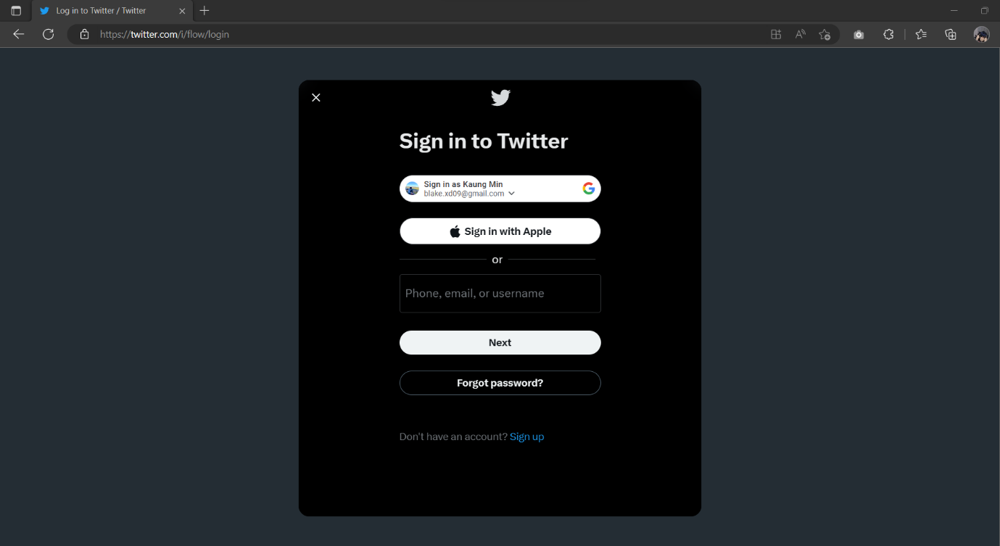 Log in to Twitter / Twitter
https://twitter.com/i/flow/login
Sign in to Twitter
Sign in as Kaung Min
blake.xd09@gmail.com
Sign in with Apple
or
Phone, email, or username
Next
Forgot password?
Don't have an account? Sign up